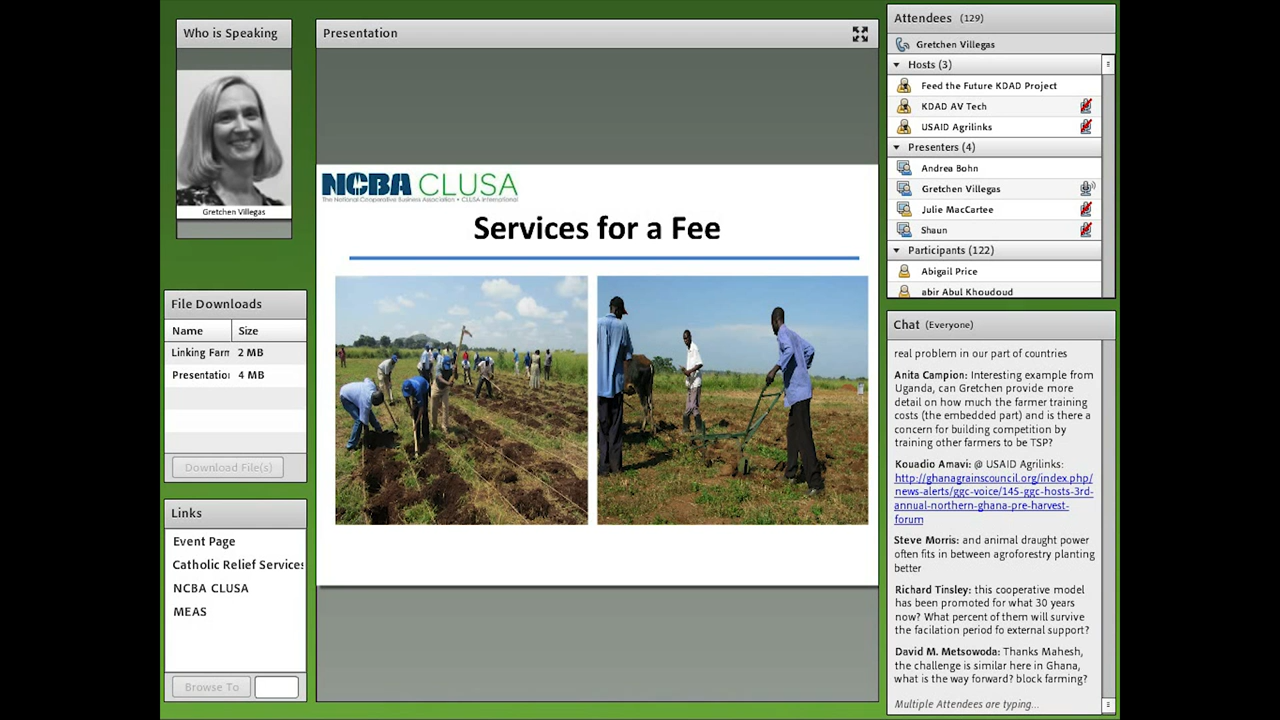 Who is Speaking
Gretchen Villegas
File Downloads
Name Size
Linking Farn 2 MB
Presentatio 4 MB
Download File(s)
Links
Event Page
Catholic Relief Services
NCBA CLUSA
MEAS
Browse To
Presentation
NCBA CLUSA
The National Cooperative Business Association • CLUSA International
Services for a Fee
Attendees (129)
Gretchen Villegas
Hosts (3)
Feed the Future KDAD Project
KDAD AV Tech
USAID Agrilinks
Presenters (4)
Andrea Bohn
Gretchen Villegas
Julie MacCartee
Shaun
Participants (122)
Abigail Price
abir Abul Khoudoud
Chat (Everyone)
real problem in our part of countries
Anita Campion: Interesting example from
Uganda, can Gretchen provide more
detail on how much the farmer training
costs (the embedded part) and is there a
concern for building competition by
training other farmers to be TSP?
Kouadio Amavi: @ USAID Agrilinks:
http://ghanagrainscouncil.org/index.php/
news-alerts/ggc-voice/145-ggc-hosts-3rd-
annual-northern-ghana-pre-harvest-
forum
Steve Morris: and animal draught power
often fits in between agroforestry planting
better
Richard Tinsley: this cooperative model
has been promoted for what 30 years
now? What percent of them will survive
the facilation period fo external support?
David M. Metsowoda: Thanks Mahesh,
the challenge is similar here in Ghana,
what is the way forward? block farming?
Multiple Attendees are typing...